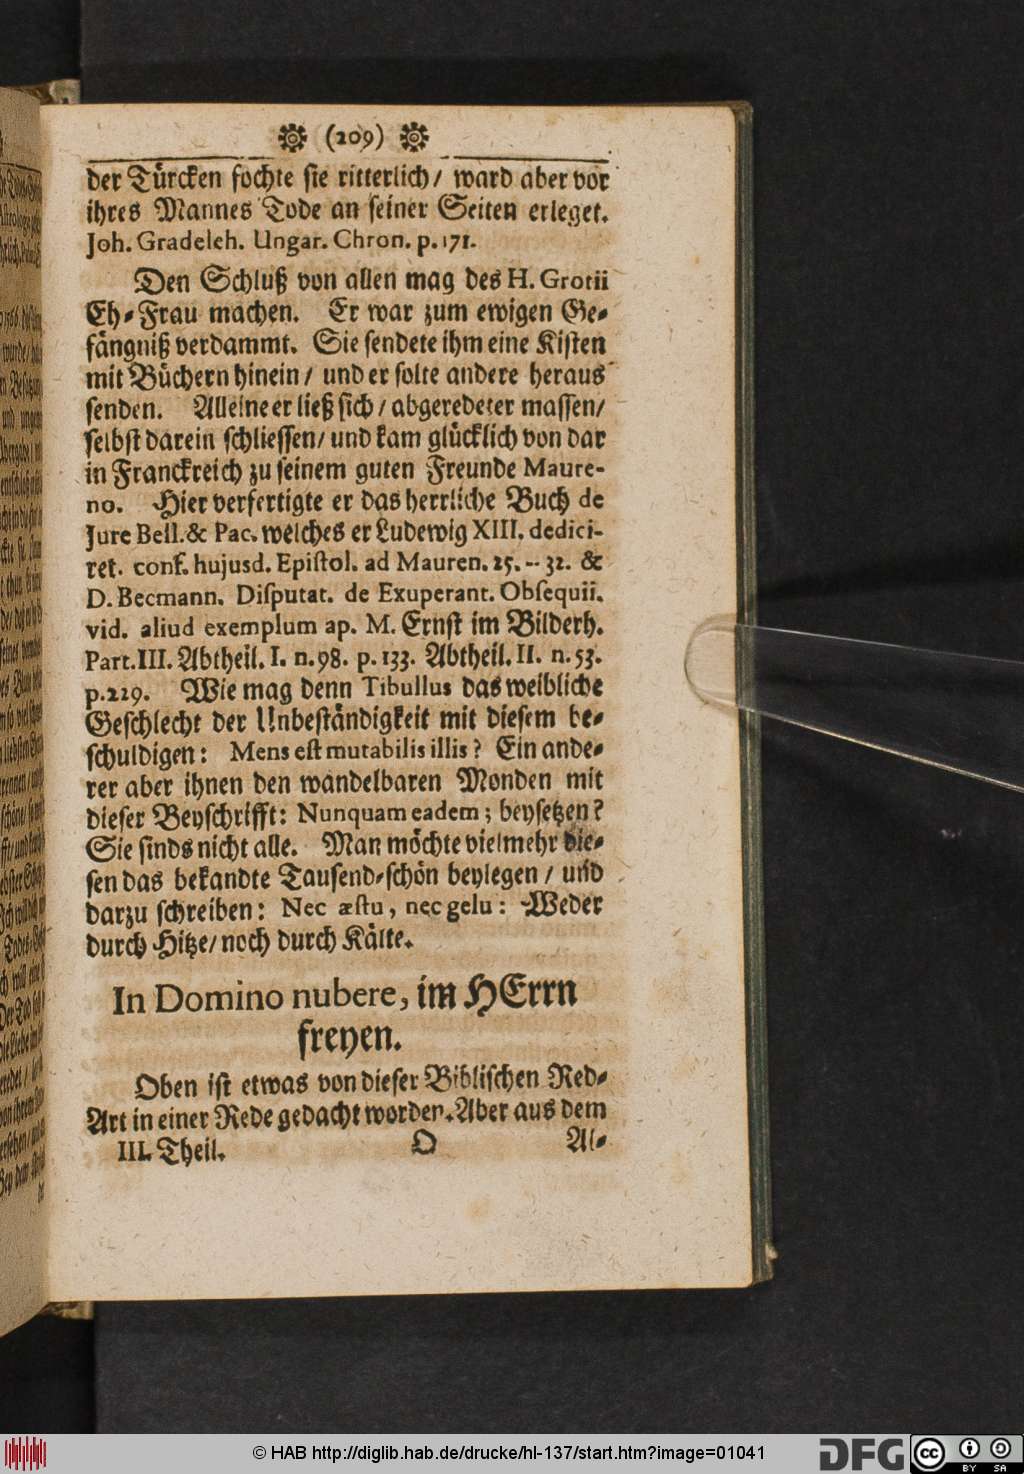 (209)
der Türcken fochte sie ritterlich/ ward aber vor
ihres Mannes Tode an seiner Seiten erleget.
Joh. Gradeleh. Ungar. Chron. p. 171.
Den Schluß von allen mag des H. Grotii
Eh-Frau machen. Er war zum ewigen Ge-
fängniß verdammt. Sie sendete ihm eine Kisten
mit Büchern hinein/ und er solte andere heraus
senden. Alleine er ließ sich/ abgeredeter massen/
selbst darein schliessen/ und kam glücklich von dar
in Franckreich zu seinem guten Freunde Maure-
no. Hier verfertigte er das herrliche Buch de
Jure Bell. & Pac. welches er Ludewig XIII. dedici-
ret. conf. hujusd. Epistol. ad Mauren. 25. -- 32. &
D. Becmann. Disputat. de Exuperant. Obsequii.
vid. aliud exemplum ap. M. Ernst im Bilderh.
Part. III. Abtheil. I. n. 98. p. 133. Abtheil. II. n. 53.
p. 229. Wie mag denn Tibullus das weibliche
Geschlecht der Unbeständigkeit mit diesem be-
schuldigen: Mens est mutabilis illis? Ein ande-
rer aber ihnen den wandelbaren Monden mit
dieser Beyschrifft: Nunquam eadem; beysetzen?
Sie sinds nicht alle. Man möchte vielmehr die-
sen das bekandte Tausend-schön beylegen/ und
darzu schreiben: Nec æstu, nec gelu: Weder
durch Hitze/ noch durch Kälte.
In Domino nubere, im HErrn
freyen.
Oben ist etwas von dieser Biblischen Red-
Art in einer Rede gedacht worden. Aber aus dem
III. Theil. O Al-
© HAB http://diglib.hab.de/drucke/hl-137/start.htm?image=01041
DFG
cc BY SA